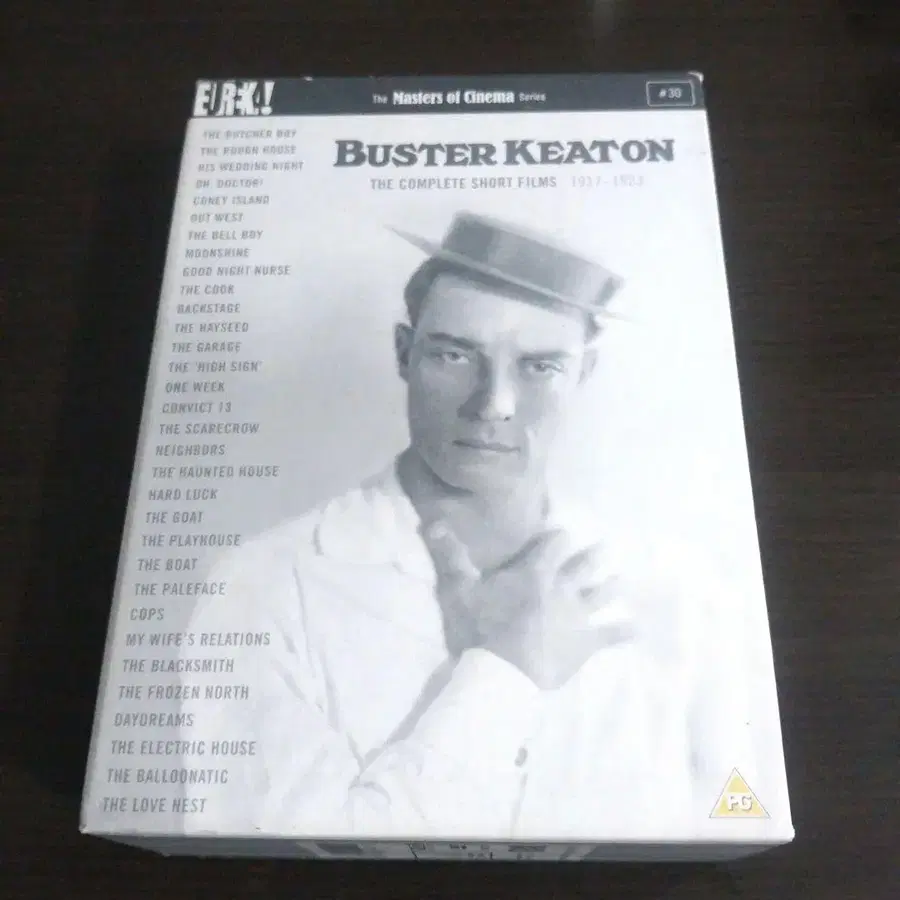 EUREKA!
The Masters of Cinema Series
#30
BUSTER KEATON
THE COMPLETE SHORT FILMS 1917-1923
THE BUTCHER BOY
THE ROUGH HOUSE
HIS WEDDING NIGHT
OH, DOCTOR!
CONEY ISLAND
OUT WEST
THE BELL BOY
MOONSHINE
GOOD NIGHT NURSE
THE COOK
BACKSTAGE
THE HAYSEED
THE GARAGE
THE 'HIGH SIGN'
ONE WEEK
CONVICT 13
THE SCARECROW
NEIGHBORS
THE HAUNTED HOUSE
HARD LUCK
THE GOAT
THE PLAYHOUSE
THE BOAT
THE PALEFACE
COPS
MY WIFE'S RELATIONS
THE BLACKSMITH
THE FROZEN NORTH
DAYDREAMS
THE ELECTRIC HOUSE
THE BALLOONATIC
THE LOVE NEST
PG